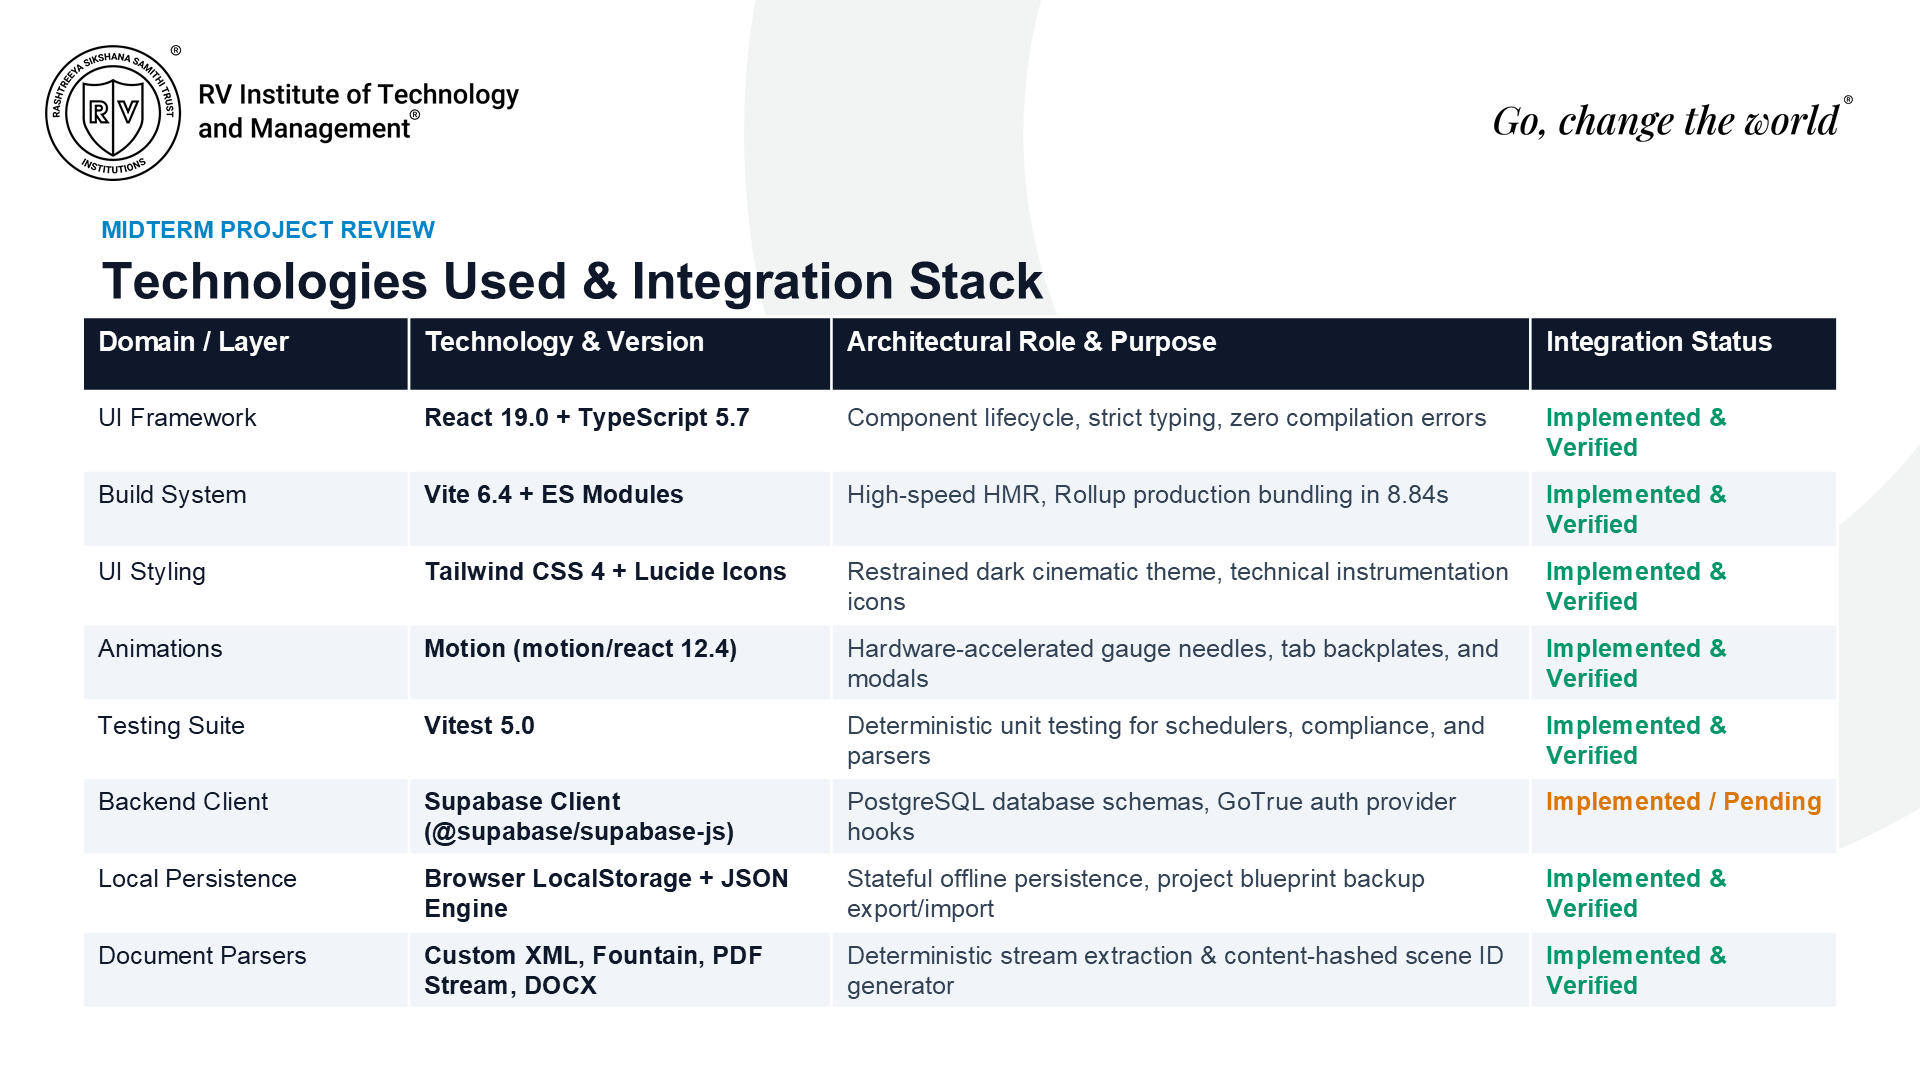 RASHTREEYA SIKSHANA SAMITHI TRUST
RV
INSTITUTIONS
®
RV Institute of Technology
and Management®
Go, change the world®
MIDTERM PROJECT REVIEW
Technologies Used & Integration Stack
Domain / Layer
Technology & Version
Architectural Role & Purpose
Integration Status
UI Framework
React 19.0 + TypeScript 5.7
Component lifecycle, strict typing, zero compilation errors
Implemented &
Verified
Build System
Vite 6.4 + ES Modules
High-speed HMR, Rollup production bundling in 8.84s
Implemented &
Verified
UI Styling
Tailwind CSS 4 + Lucide Icons
Restrained dark cinematic theme, technical instrumentation
icons
Implemented &
Verified
Animations
Motion (motion/react 12.4)
Hardware-accelerated gauge needles, tab backplates, and
modals
Implemented &
Verified
Testing Suite
Vitest 5.0
Deterministic unit testing for schedulers, compliance, and
parsers
Implemented &
Verified
Backend Client
Supabase Client
(@supabase/supabase-js)
PostgreSQL database schemas, GoTrue auth provider
hooks
Implemented / Pending
Local Persistence
Browser LocalStorage + JSON
Engine
Stateful offline persistence, project blueprint backup
export/import
Implemented &
Verified
Document Parsers
Custom XML, Fountain, PDF
Stream, DOCX
Deterministic stream extraction & content-hashed scene ID
generator
Implemented &
Verified